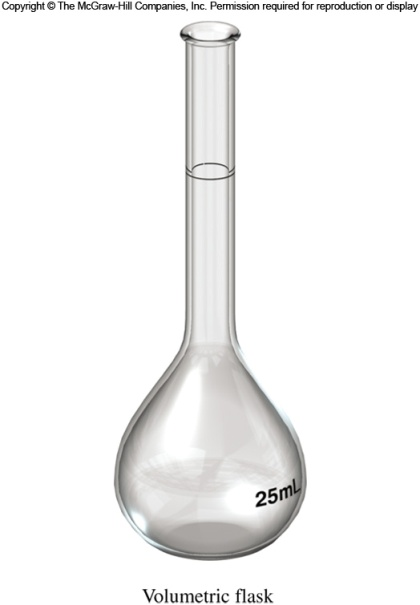 Copyright © The McGraw-Hill Companies, Inc. Permission required for reproduction or display
25mL
Volumetric flask